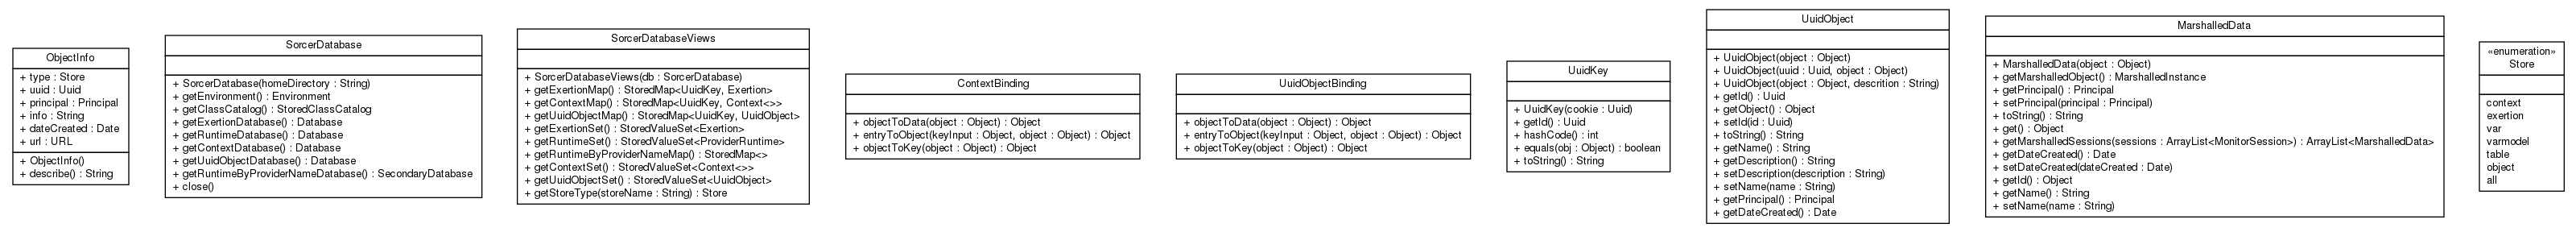 ObjectInfo
+ type : Store
+ uuid : Uuid
+ principal : Principal
+ info : String
+ dateCreated : Date
+ url : URL
+ ObjectInfo()
+ describe() : String
SorcerDatabase
+ SorcerDatabase(homeDirectory : String)
+ getEnvironment() : Environment
+ getClassCatalog() : StoredClassCatalog
+ getExertionDatabase() : Database
+ getRuntimeDatabase() : Database
+ getContextDatabase() : Database
+ getUuidObjectDatabase() : Database
+ getRuntimeByProviderNameDatabase() : SecondaryDatabase
+ close()
SorcerDatabaseViews
+ SorcerDatabaseViews(db : SorcerDatabase)
+ getExertionMap() : StoredMap<UuidKey, Exertion>
+ getContextMap() : StoredMap<UuidKey, Context<>>
+ getUuidObjectMap() : StoredMap<UuidKey, UuidObject>
+ getExertionSet() : StoredValueSet<Exertion>
+ getRuntimeSet() : StoredValueSet<ProviderRuntime>
+ getRuntimeByProviderNameMap() : StoredMap<>
+ getContextSet() : StoredValueSet<Context<>>
+ getUuidObjectSet() : StoredValueSet<UuidObject>
+ getStoreType(storeName : String) : Store
ContextBinding
+ objectToData(object : Object) : Object
+ entryToObject(keyInput : Object, object : Object) : Object
+ objectToKey(object : Object) : Object
UuidObjectBinding
+ objectToData(object : Object) : Object
+ entryToObject(keyInput : Object, object : Object) : Object
+ objectToKey(object : Object) : Object
UuidKey
+ UuidKey(cookie : Uuid)
+ getId() : Uuid
+ hashCode() : int
+ equals(obj : Object) : boolean
+ toString() : String
UuidObject
+ UuidObject(object : Object)
+ UuidObject(uuid : Uuid, object : Object)
+ UuidObject(object : Object, descrition : String)
+ getId() : Uuid
+ getObject() : Object
+ setId(id : Uuid)
+ toString() : String
+ getName() : String
+ getDescription() : String
+ setDescription(description : String)
+ setName(name : String)
+ getPrincipal() : Principal
+ getDateCreated() : Date
MarshalledData
+ MarshalledData(object : Object)
+ getMarshalledObject() : MarshalledInstance
+ getPrincipal() : Principal
+ setPrincipal(principal : Principal)
+ toString() : String
+ get() : Object
+ getMarshalledSessions(sessions : ArrayList<MonitorSession>) : ArrayList<MarshalledData>
+ getDateCreated() : Date
+ setDateCreated(dateCreated : Date)
+ getId() : Object
+ getName() : String
+ setName(name : String)
«enumeration»
Store
context
exertion
var
varmodel
table
object
all